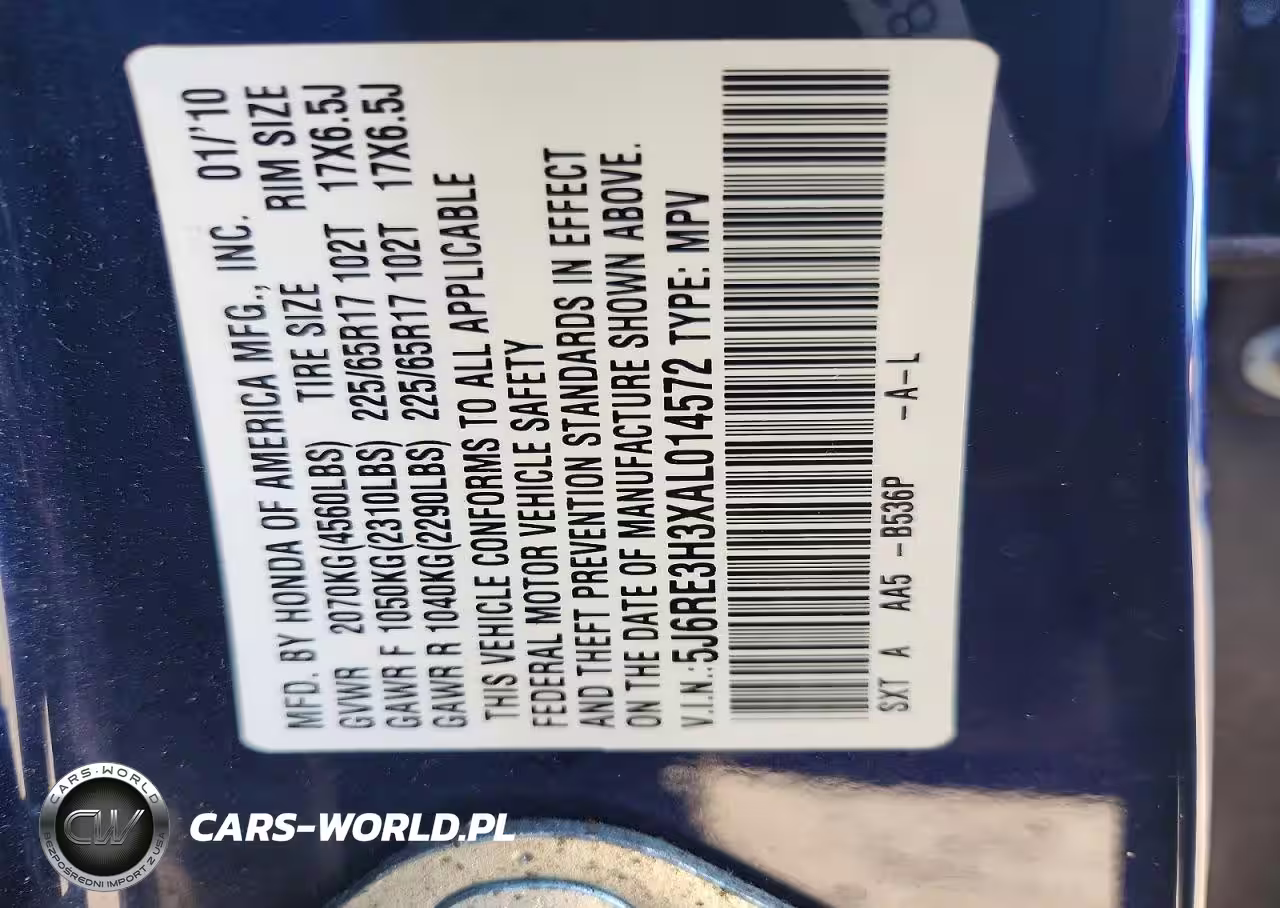 MFD. BY HONDA OF AMERICA MFG., INC. 01/'10
GVWR 2070KG(4560LBS) TIRE SIZE RIM SIZE
GAWR F 1050KG(2310LBS) 225/65R17 102T 17X6.5J
GAWR R 1040KG(2290LBS) 225/65R17 102T 17X6.5J
THIS VEHICLE CONFORMS TO ALL APPLICABLE
FEDERAL MOTOR VEHICLE SAFETY
AND THEFT PREVENTION STANDARDS IN EFFECT
ON THE DATE OF MANUFACTURE SHOWN ABOVE.
V.I.N.:5J6RE3H3XAL014572 TYPE: MPV
SXT A AA5 -B536P -A-L
CARS-WORLD
CW
BEZPOŚREDNI IMPORT Z USA
CARS-WORLD.PL